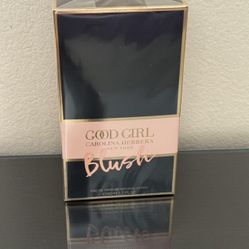 GOOD GIRL
CAROLINA HERRERA
NEW YORK
Blush